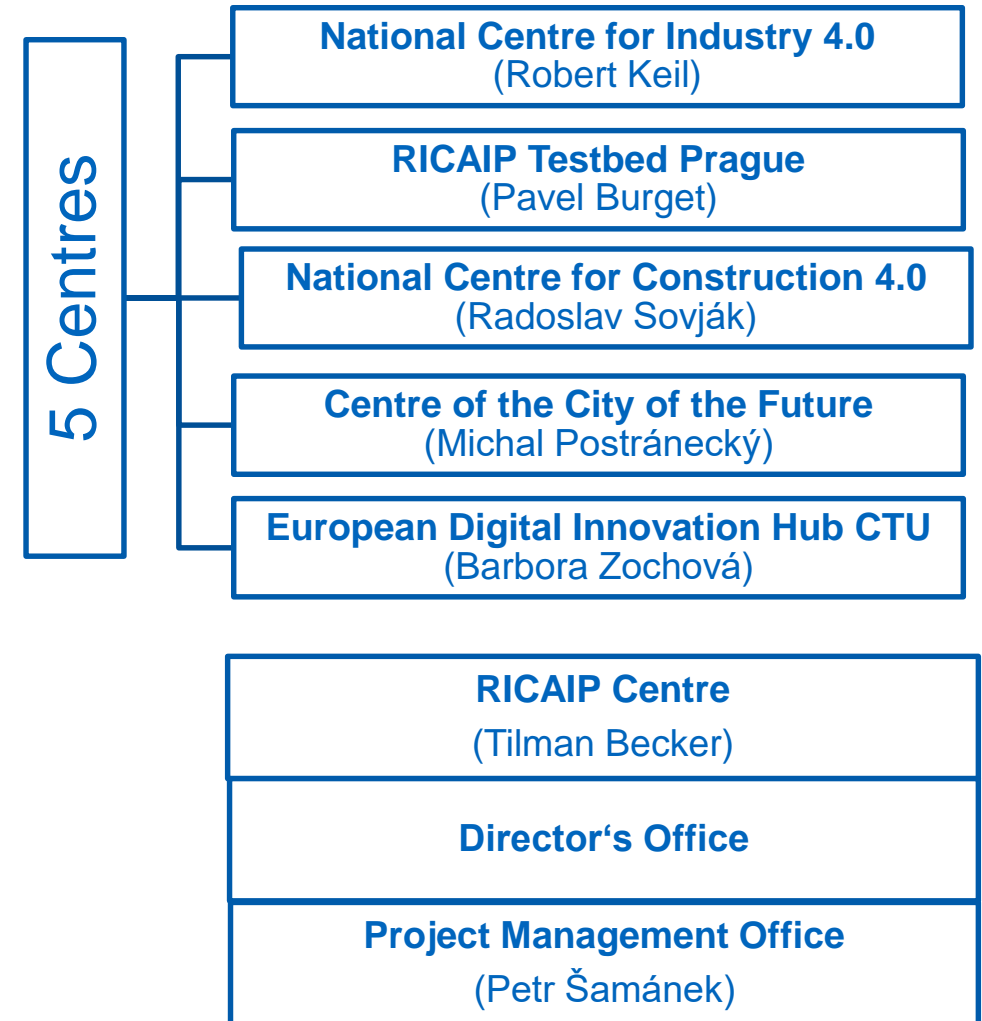 5 Centres
National Centre for Industry 4.0
(Robert Keil)
RICAIP Testbed Prague
(Pavel Burget)
National Centre for Construction 4.0
(Radoslav Sovják)
Centre of the City of the Future
(Michal Postránecký)
European Digital Innovation Hub CTU
(Barbora Zochová)
RICAIP Centre
(Tilman Becker)
Director‘s Office
Project Management Office
(Petr Šamánek)